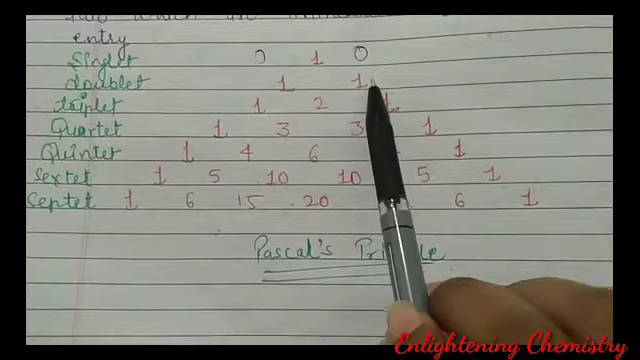 entry
Singlet 0 1 0
doublet 1 1
triplet 1 2 1
Quartet 1 3 3 1
Quintet 1 4 6 1
Sextet 1 5 10 10 5 1
Septet 1 6 15 20 6 1
Pascal's
Enlightening Chemistry